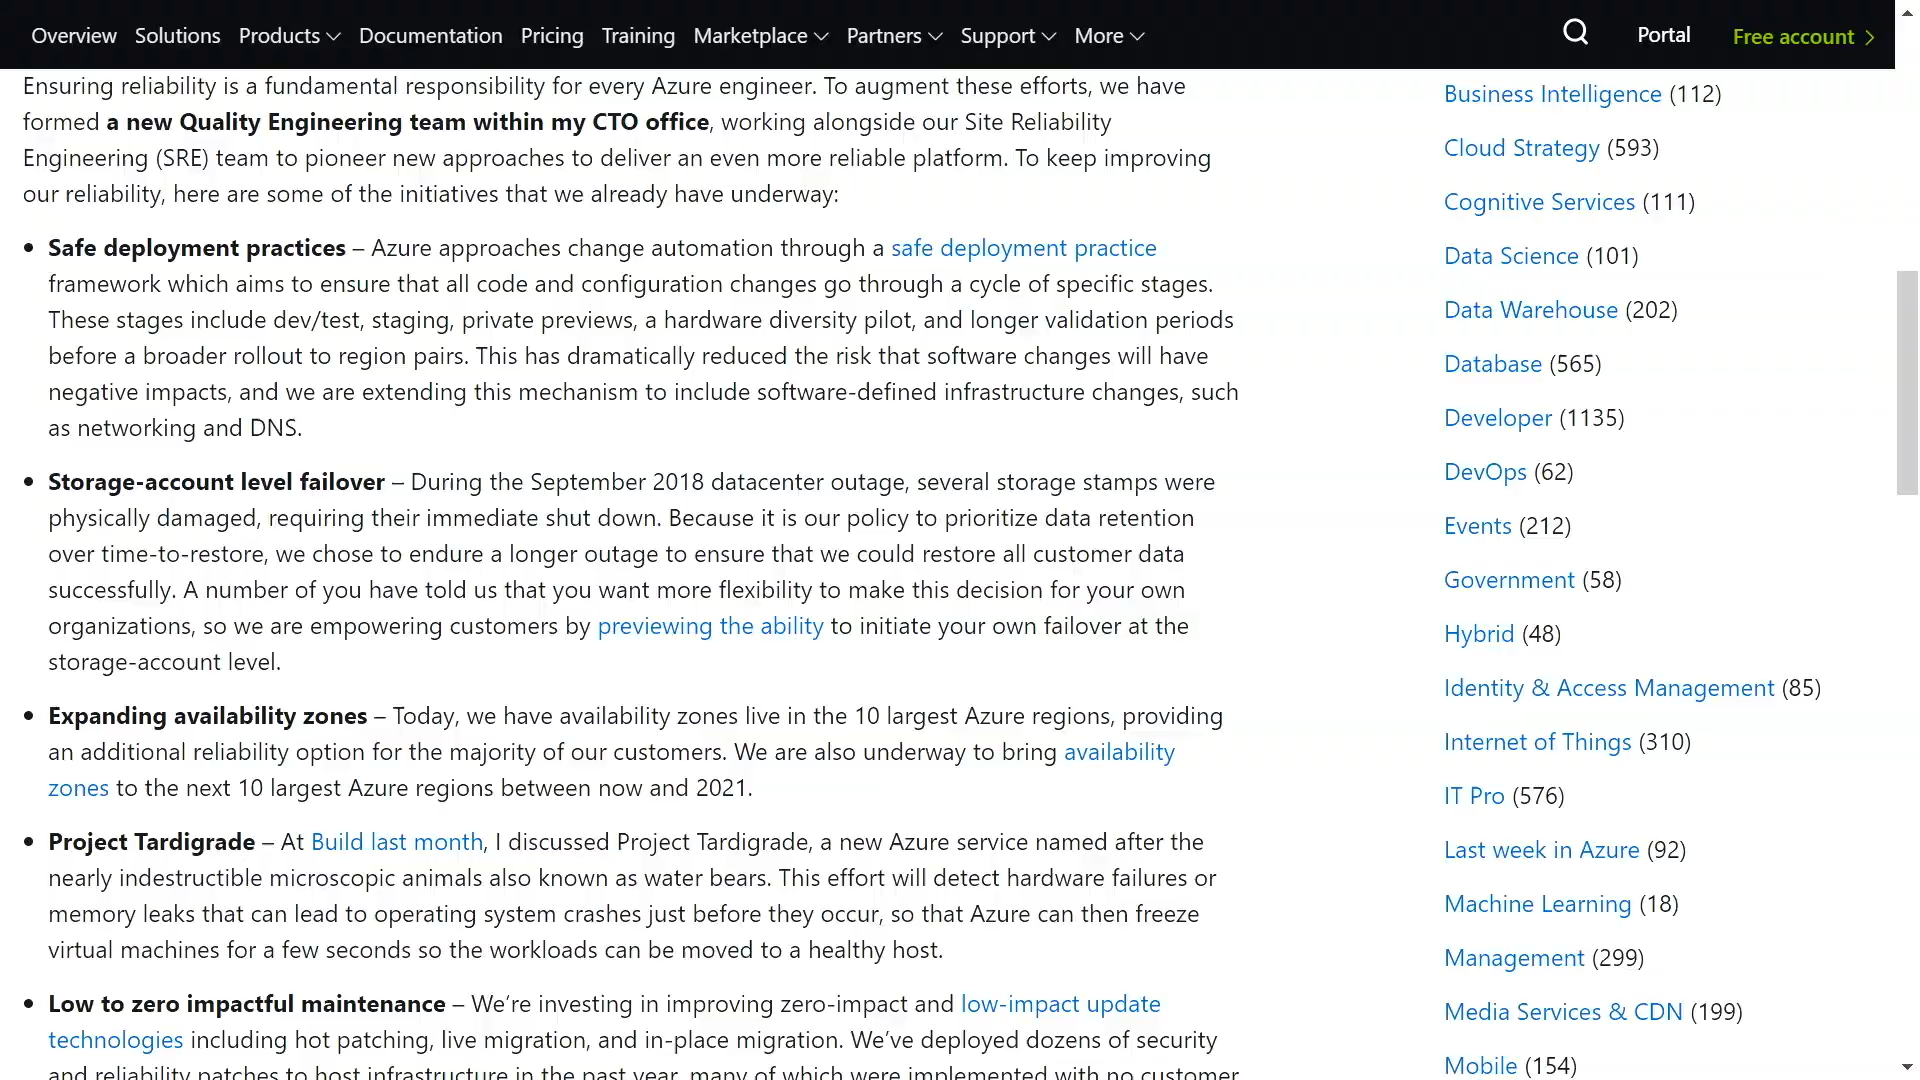 Overview Solutions Products Documentation Pricing Training Marketplace Partners Support More Portal Free account
Ensuring reliability is a fundamental responsibility for every Azure engineer. To augment these efforts, we have
formed a new Quality Engineering team within my CTO office, working alongside our Site Reliability
Engineering (SRE) team to pioneer new approaches to deliver an even more reliable platform. To keep improving
our reliability, here are some of the initiatives that we already have underway:
• Safe deployment practices – Azure approaches change automation through a safe deployment practice
framework which aims to ensure that all code and configuration changes go through a cycle of specific stages.
These stages include dev/test, staging, private previews, a hardware diversity pilot, and longer validation periods
before a broader rollout to region pairs. This has dramatically reduced the risk that software changes will have
negative impacts, and we are extending this mechanism to include software-defined infrastructure changes, such
as networking and DNS.
• Storage-account level failover – During the September 2018 datacenter outage, several storage stamps were
physically damaged, requiring their immediate shut down. Because it is our policy to prioritize data retention
over time-to-restore, we chose to endure a longer outage to ensure that we could restore all customer data
successfully. A number of you have told us that you want more flexibility to make this decision for your own
organizations, so we are empowering customers by previewing the ability to initiate your own failover at the
storage-account level.
• Expanding availability zones – Today, we have availability zones live in the 10 largest Azure regions, providing
an additional reliability option for the majority of our customers. We are also underway to bring availability
zones to the next 10 largest Azure regions between now and 2021.
• Project Tardigrade – At Build last month, I discussed Project Tardigrade, a new Azure service named after the
nearly indestructible microscopic animals also known as water bears. This effort will detect hardware failures or
memory leaks that can lead to operating system crashes just before they occur, so that Azure can then freeze
virtual machines for a few seconds so the workloads can be moved to a healthy host.
• Low to zero impactful maintenance – We’re investing in improving zero-impact and low-impact update
technologies including hot patching, live migration, and in-place migration. We’ve deployed dozens of security
and reliability patches to host infrastructure in the past year, many of which were implemented with no customer
Business Intelligence (112)
Cloud Strategy (593)
Cognitive Services (111)
Data Science (101)
Data Warehouse (202)
Database (565)
Developer (1135)
DevOps (62)
Events (212)
Government (58)
Hybrid (48)
Identity & Access Management (85)
Internet of Things (310)
IT Pro (576)
Last week in Azure (92)
Machine Learning (18)
Management (299)
Media Services & CDN (199)
Mobile (154)